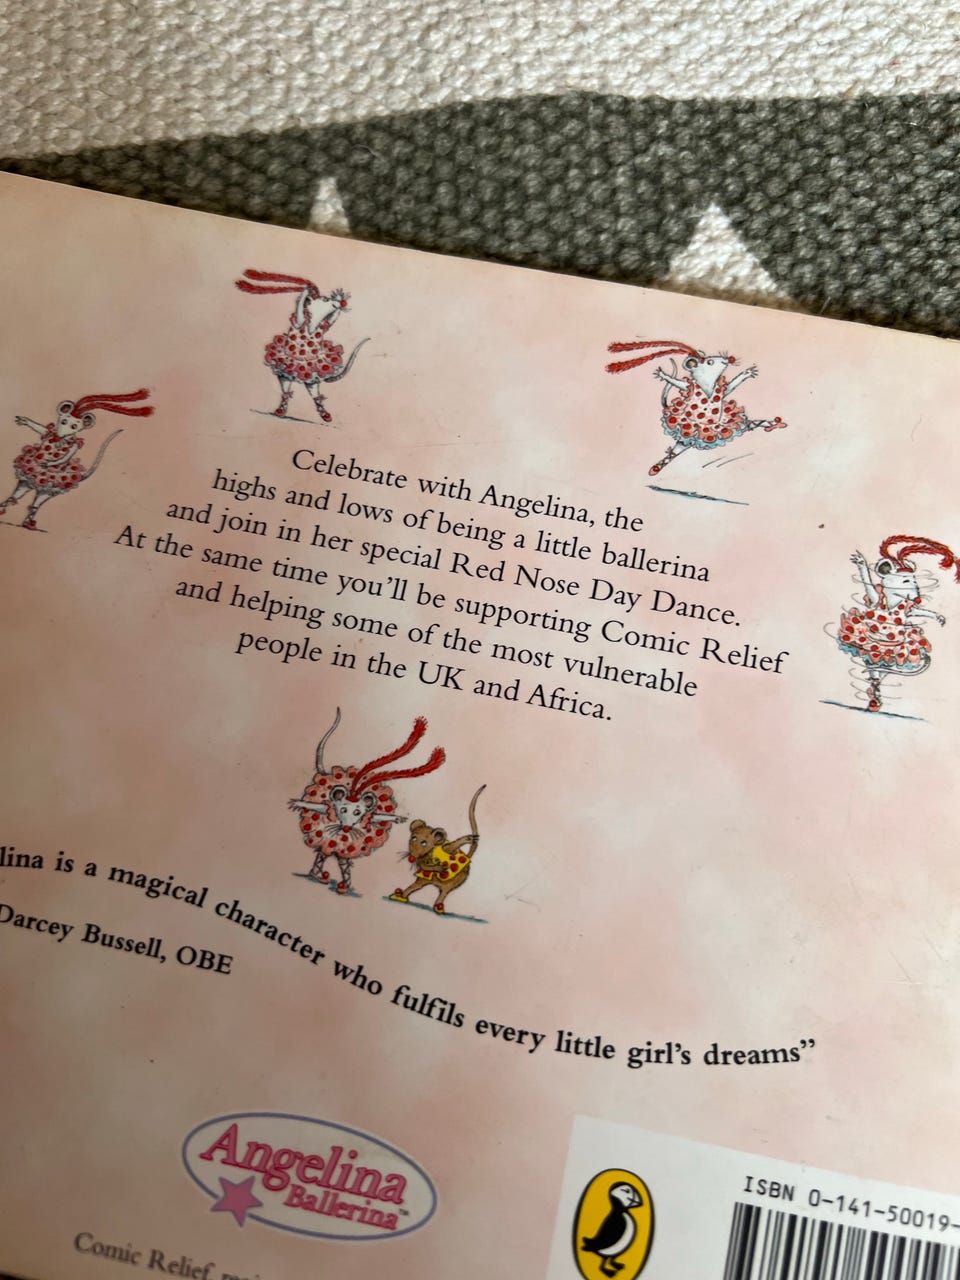 Celebrate with Angelina, the
highs and lows of being a little ballerina
and join in her special Red Nose Day Dance.
At the same time you'll be supporting Comic Relief
and helping some of the most vulnerable
people in the UK and Africa.
lina is a magical character who fulfils every little girl's dreams”
Darcey Bussell, OBE
Angelina
Ballerina™
ISBN 0-141-50019-
Comic Relief,